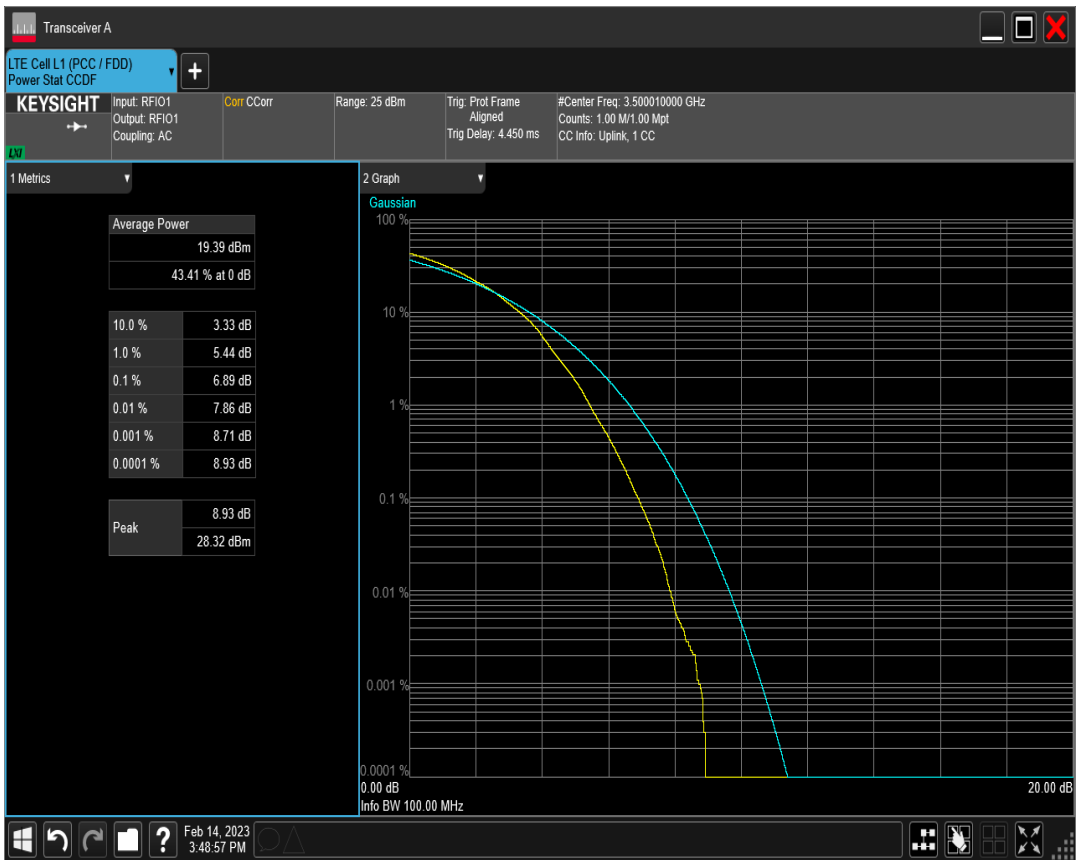 Transceiver A
LTE Cell L1 (PCC / FDD)
Power Stat CCDF
KEYSIGHT
LXI
Input: RFIO1
Output: RFIO1
Coupling: AC
Corr CCorr
Range: 25 dBm
Trig: Prot Frame
Aligned
Trig Delay: 4.450 ms
#Center Freq: 3.500010000 GHz
Counts: 1.00 M/1.00 Mpt
CC Info: Uplink, 1 CC
1 Metrics
Average Power
19.39 dBm
43.41 % at 0 dB
10.0 % 3.33 dB
1.0 % 5.44 dB
0.1 % 6.89 dB
0.01 % 7.86 dB
0.001 % 8.71 dB
0.0001 % 8.93 dB
Peak
8.93 dB
28.32 dBm
2 Graph
Gaussian
100 %
10 %
1 %
0.1 %
0.01 %
0.001 %
0.0001 %
0.00 dB
20.00 dB
Info BW 100.00 MHz
?
Feb 14, 2023
3:48:57 PM